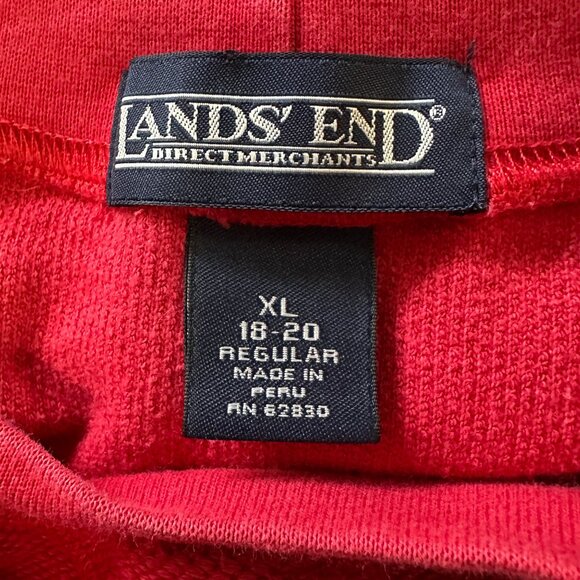 LANDS' END®
DIRECT MERCHANTS
XL
18-20
REGULAR
MADE IN
PERU
RN 62830